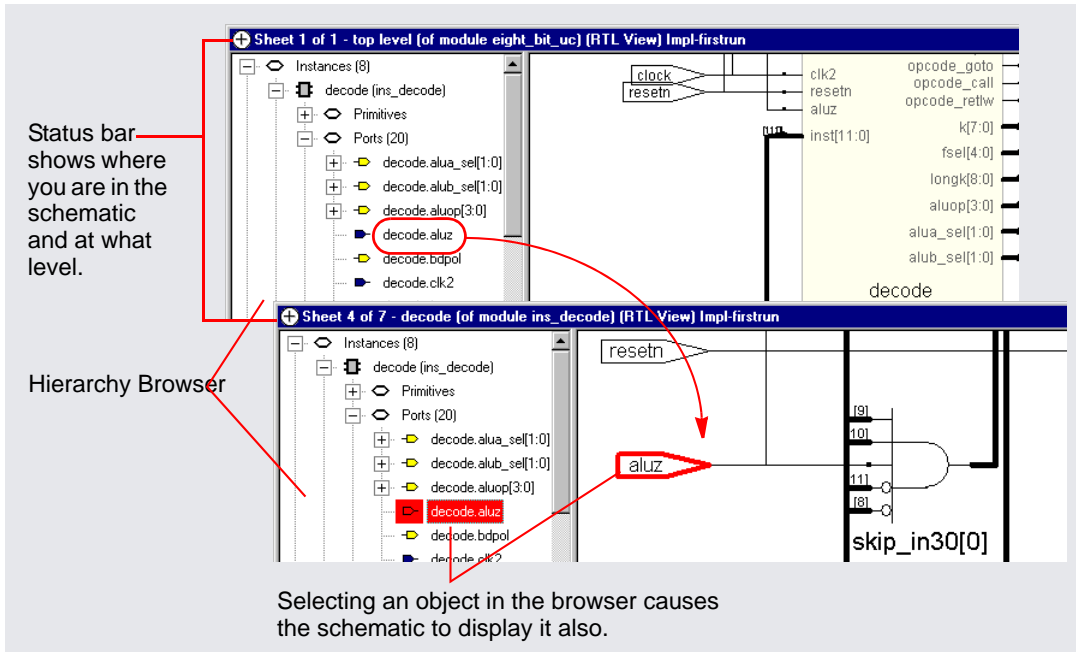 Sheet 1 of 1 - top level (of module eight_bit_uc) (RTL View) Impl-firstrun
Instances (8)
decode (ins_decode)
Primitives
Ports (20)
decode.alua_sel[1:0]
decode.alub_sel[1:0]
decode.aluop[3:0]
decode.aluz
decode.bdpol
decode.clk2
clock
resetn
clk2
resetn
aluz
inst[11:0]
opcode_goto
opcode_call
opcode_retlw
k[7:0]
fsel[4:0]
longk[8:0]
aluop[3:0]
alua_sel[1:0]
alub_sel[1:0]
decode
Status bar
shows where
you are in the
schematic
and at what
level.
Hierarchy Browser
Sheet 4 of 7 - decode (of module ins_decode) (RTL View) Impl-firstrun
Instances (8)
decode (ins_decode)
Primitives
Ports (20)
decode.alua_sel[1:0]
decode.alub_sel[1:0]
decode.aluop[3:0]
decode.aluz
decode.bdpol
decode.clk2
resetn
aluz
[9]
10]
11]
[8]
skip_in30[0]
Selecting an object in the browser causes
the schematic to display it also.